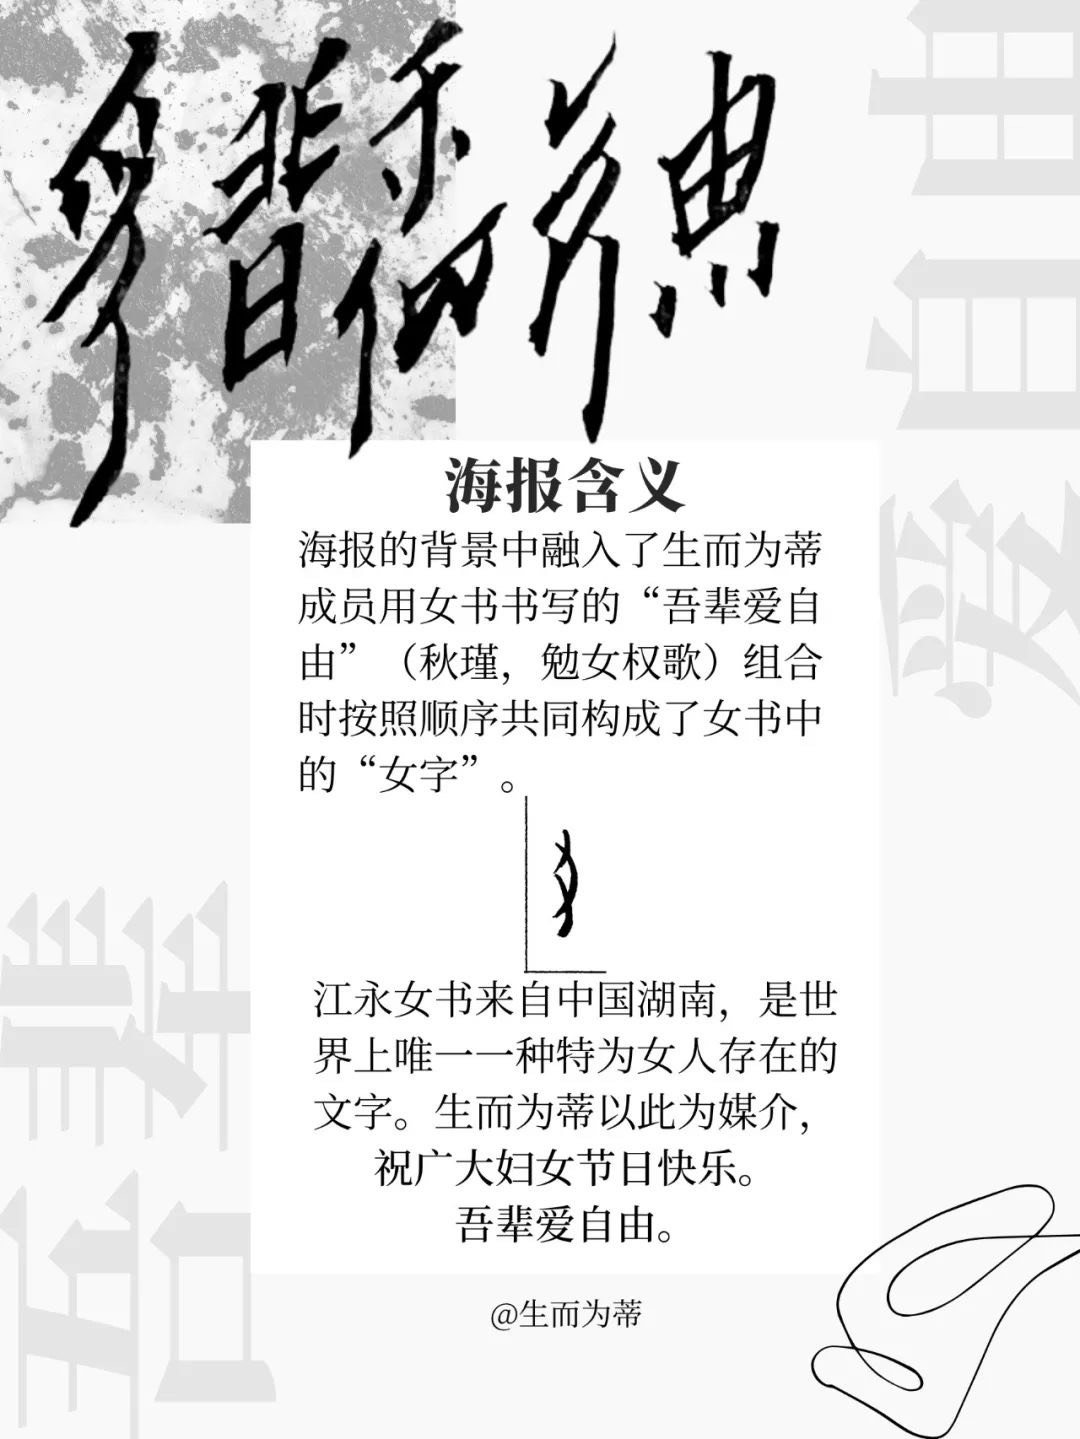 海报含义
海报的背景中融入了生而为蒂
成员用女书书写的“吾辈爱自
由”（秋瑾，勉女权歌）组合
时按照顺序共同构成了女书中
的“女字”。
江永女书来自中国湖南，是世
界上唯一一种特为女人存在的
文字。生而为蒂以此为媒介，
祝广大妇女节日快乐。
吾辈爱自由。
@生而为蒂
吾辈
爱自由